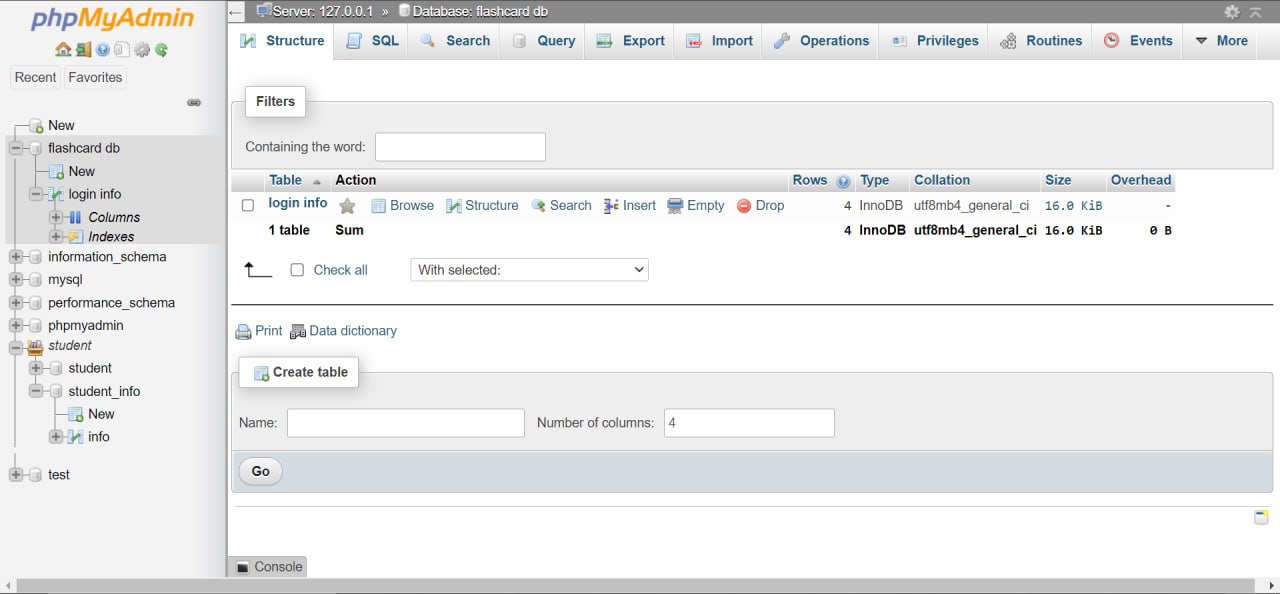 phpMyAdmin
Recent Favorites
New
flashcard db
New
login info
Columns
Indexes
information_schema
mysql
performance_schema
phpmyadmin
student
student
student_info
New
info
test
Server: 127.0.0.1 » Database: flashcard db
Structure SQL Search Query Export Import Operations Privileges Routines Events More
Filters
Containing the word:
Table Action Rows Type Collation Size Overhead
login info Browse Structure Search Insert Empty Drop 4 InnoDB utf8mb4_general_ci 16.0 KiB -
1 table Sum 4 InnoDB utf8mb4_general_ci 16.0 KiB 0 B
Check all With selected:
Print Data dictionary
Create table
Name: Number of columns: 4
Go
Console